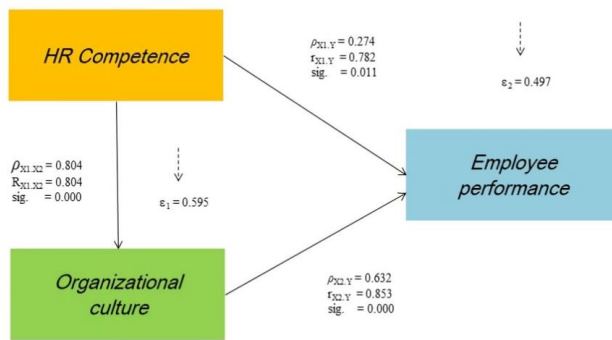 HR Competence
ρX1.Y = 0.274
rX1.Y = 0.782
sig. = 0.011
ε2 = 0.497
ρX1.X2 = 0.804
RX1.X2 = 0.804
sig. = 0.000
ε1 = 0.595
Employee
performance
Organizational
culture
ρX2.Y = 0.632
rX2.Y = 0.853
sig. = 0.000